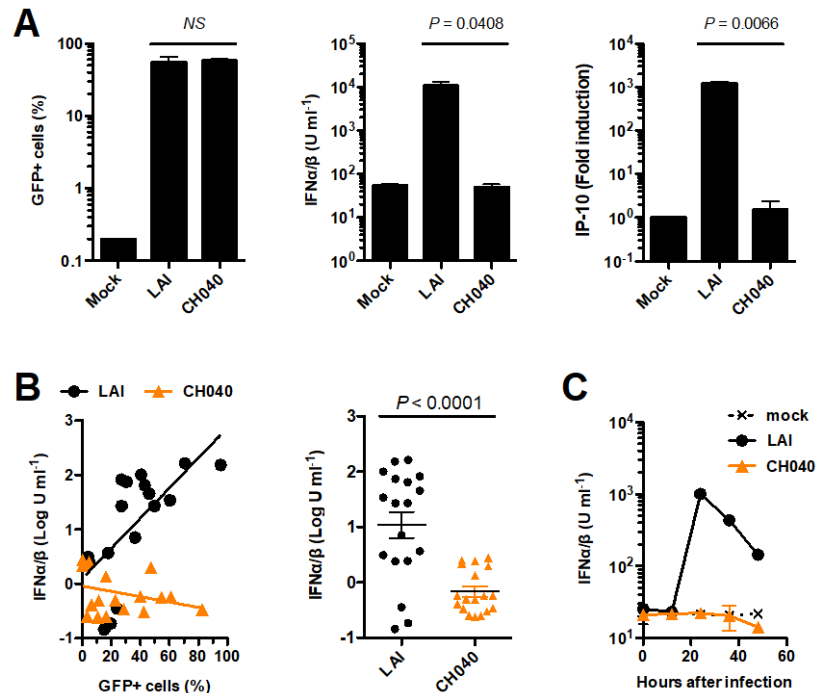 A
NS
P = 0.0408
P = 0.0066
GFP+ cells (%)
100
10
1
0.1
Mock
LAI
CH040
IFNα/β (U ml-1)
10^5
10^4
10^3
10^2
10^1
10^0
Mock
LAI
CH040
IP-10 (Fold induction)
10^4
10^3
10^2
10^1
10^0
10^-1
Mock
LAI
CH040
B
LAI
CH040
IFNα/β (Log U ml-1)
3
2
1
0
-1
0 20 40 60 80 100
GFP+ cells (%)
P < 0.0001
IFNα/β (Log U ml-1)
3
2
1
0
-1
LAI
CH040
C
mock
LAI
CH040
IFNα/β (U ml-1)
10^4
10^3
10^2
10^1
0 20 40 60
Hours after infection